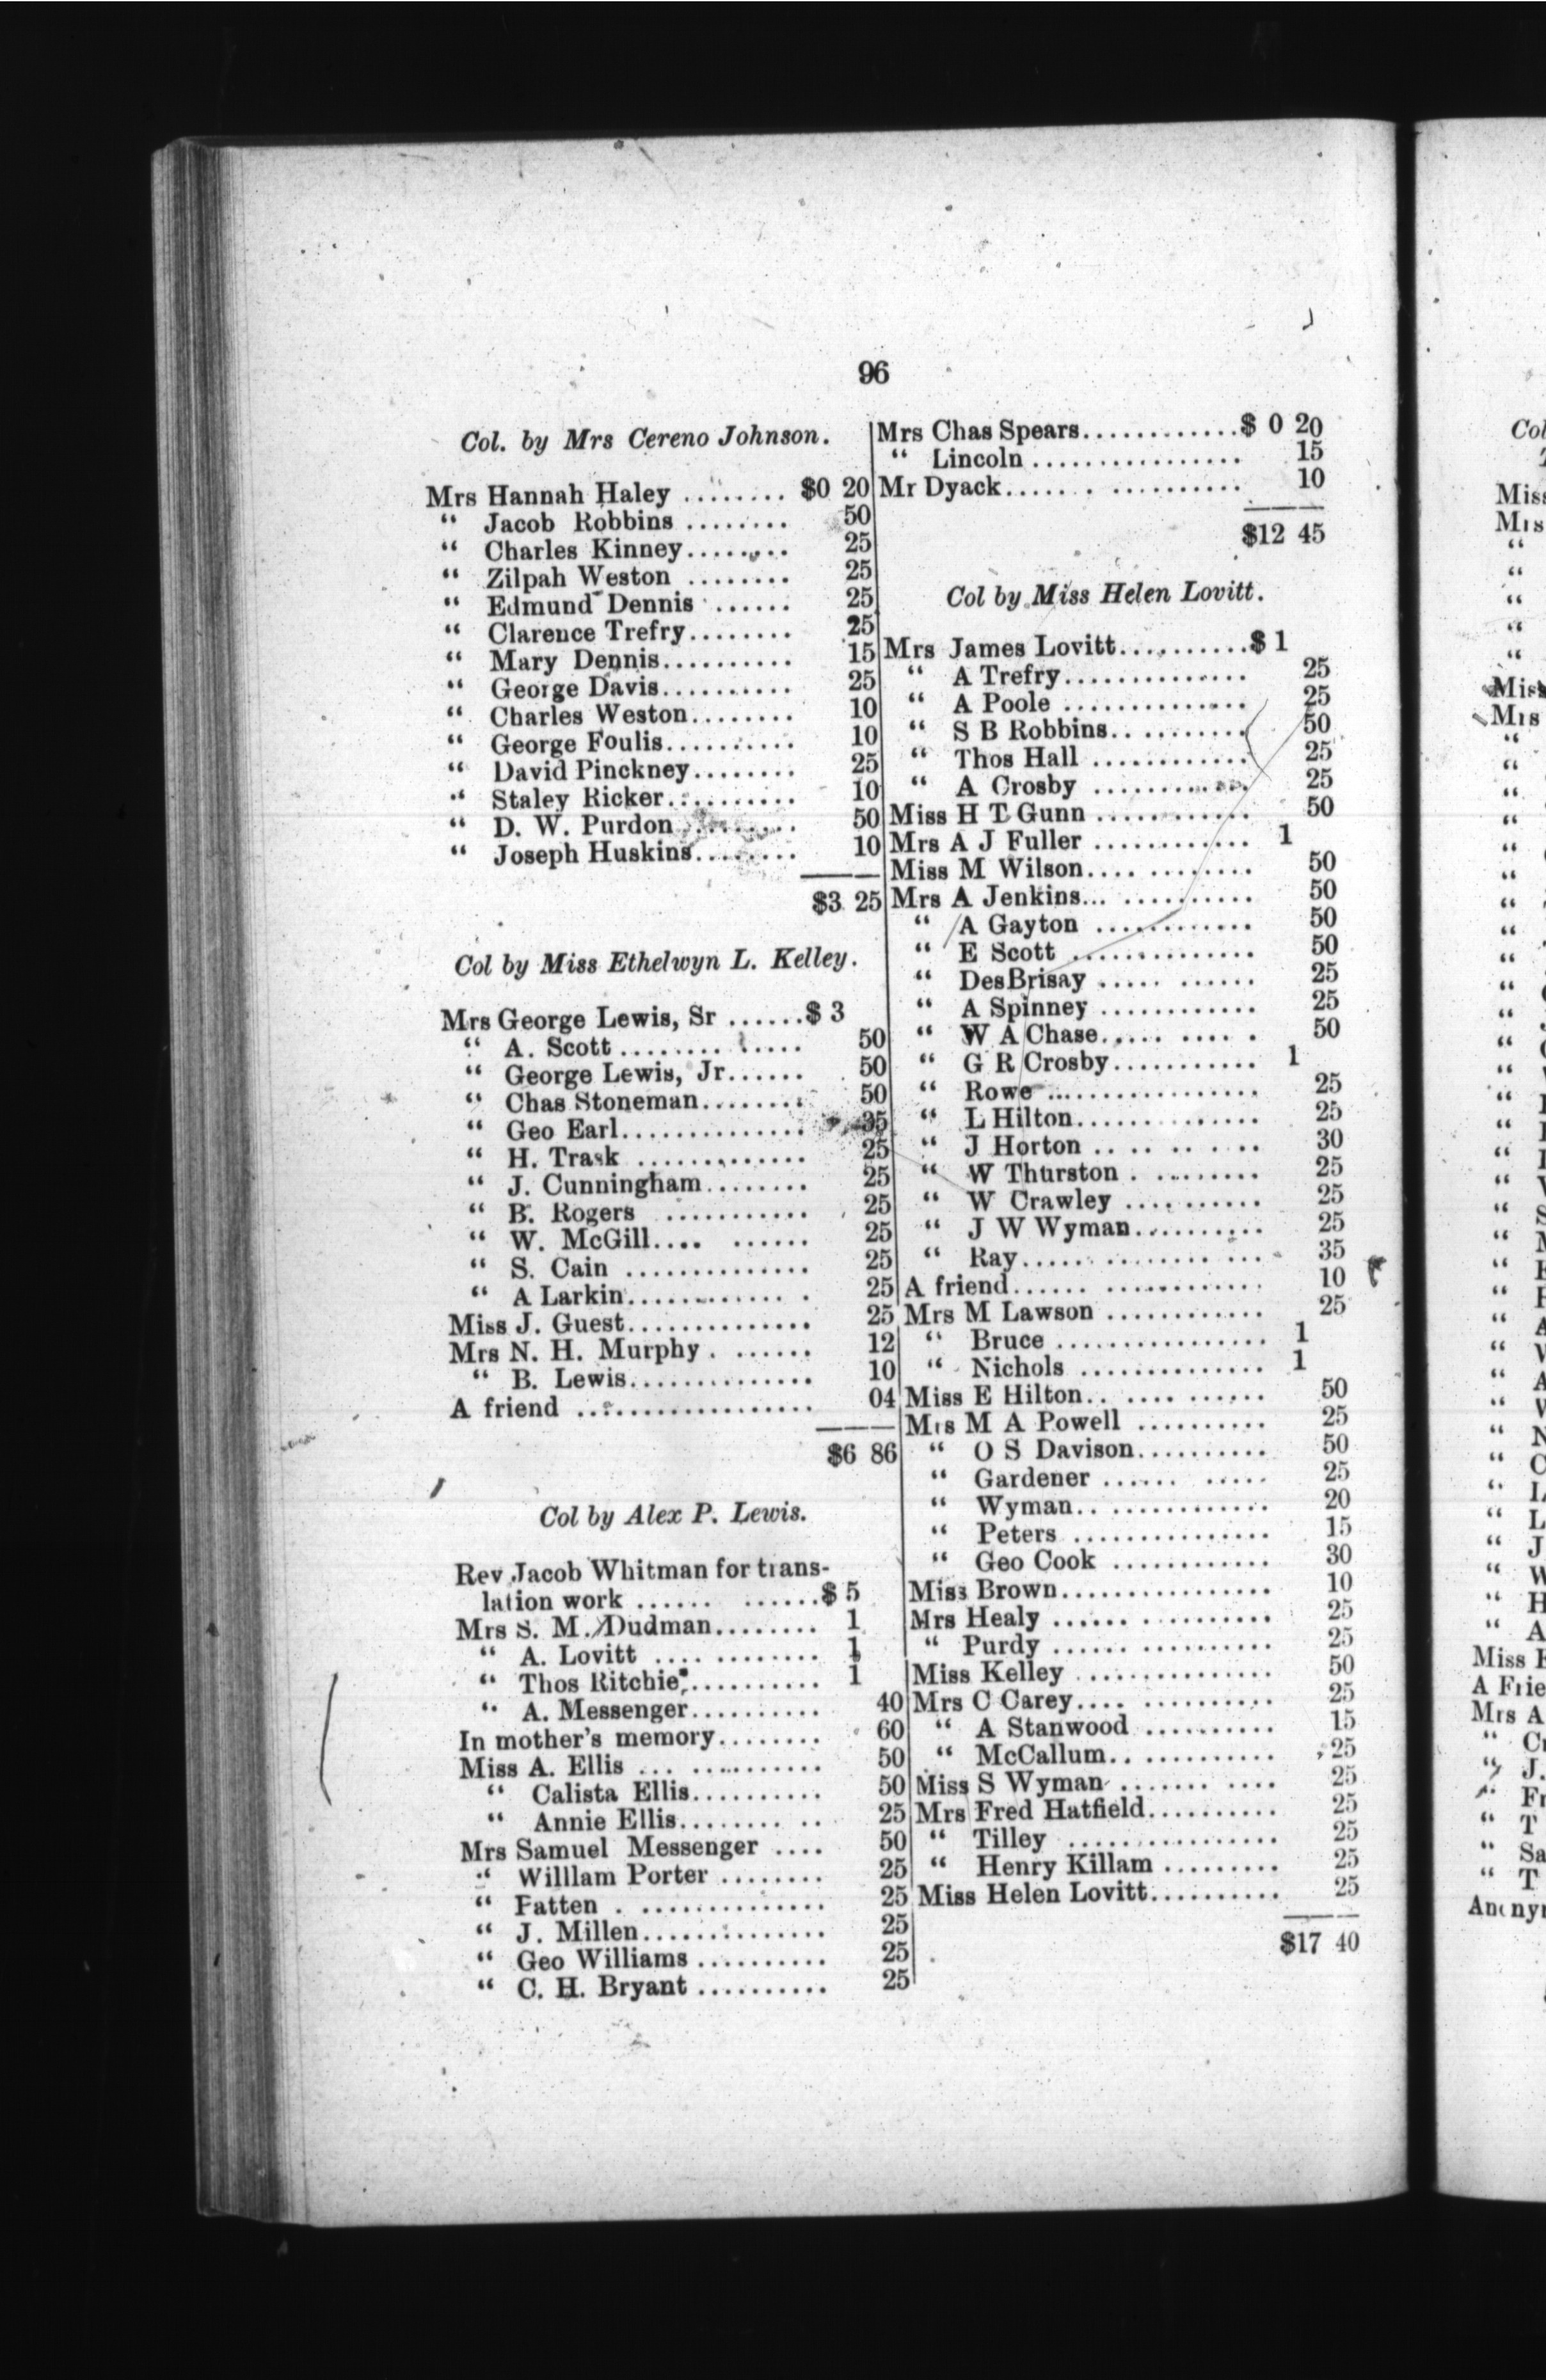 96
Col. by Mrs Cereno Johnson.
Mrs Hannah Haley ........ $0 20
“ Jacob Robbins ........ 50
“ Charles Kinney........ 25
“ Zilpah Weston ........ 25
“ Edmund Dennis ...... 25
“ Clarence Trefry........ 25
“ Mary Dennis.......... 15
“ George Davis.......... 25
“ Charles Weston........ 10
“ George Foulis.......... 10
“ David Pinckney........ 25
“ Staley Ricker.......... 10
“ D. W. Purdon ........ 50
“ Joseph Huskins........ 10
$3 25
Col by Miss Ethelwyn L. Kelley.
Mrs George Lewis, Sr ......$ 3
“ A. Scott............. 50
“ George Lewis, Jr...... 50
“ Chas Stoneman........ 50
“ Geo Earl.............. 35
“ H. Trask ............. 25
“ J. Cunningham........ 25
“ B. Rogers ........... 25
“ W. McGill.... ...... 25
“ S. Cain .............. 25
“ A Larkin............. . 25
Miss J. Guest.............. 25
Mrs N. H. Murphy . ...... 12
“ B. Lewis.............. 10
A friend .................. 04
$6 86
Col by Alex P. Lewis.
Rev Jacob Whitman for trans-
lation work ...... ......$ 5
Mrs S. M. Dudman........ 1
“ A. Lovitt .... ........ 1
“ Thos Ritchie........... 1
“ A. Messenger.......... 40
In mother's memory........ 60
Miss A. Ellis ... .......... 50
“ Calista Ellis.......... 50
“ Annie Ellis........ .. 25
Mrs Samuel Messenger .... 50
“ Willlam Porter ........ 25
“ Patten . .............. 25
“ J. Millen.............. 25
“ Geo Williams .......... 25
“ C. H. Bryant .......... 25
Mrs Chas Spears............$ 0 20
“ Lincoln ................ 15
Mr Dyack...... . .......... 10
$12 45
Col by Miss Helen Lovitt.
Mrs James Lovitt..........$ 1
“ A Trefry.............. 25
“ A Poole .............. 25
“ S B Robbins.. ........ 50
“ Thos Hall ............ 25
“ A Crosby ............ 25
Miss H T Gunn ............ 50
Mrs A J Fuller ............ 1
Miss M Wilson.... ........ 50
Mrs A Jenkins... .......... 50
“ A Gayton ............ 50
“ E Scott .............. 50
“ DesBrisay ..... ...... 25
“ A Spinney ............ 25
“ W A Chase..... .... . 50
“ G R Crosby........... 1
“ Rowe ................. 25
“ L Hilton.............. 25
“ J Horton .. .. .. . .. 30
“ W Thurston . ........ 25
“ W Crawley ........... 25
“ J W Wyman.......... 25
“ Ray...... ........ ... 35
A friend...... ............ 10
Mrs M Lawson ............ 25
“ Bruce ................ 1
“ Nichols .............. 1
Miss E Hilton.. .... ...... 50
Mrs M A Powell .......... 25
“ O S Davison.......... 50
“ Gardener ...... ..... 25
“ Wyman.. ............ 20
“ Peters ............... 15
“ Geo Cook ............ 30
Miss Brown................ 10
Mrs Healy ...... .......... 25
“ Purdy ...... .......... 25
Miss Kelley ............... 50
Mrs C Carey.... .......... 25
“ A Stanwood .......... 15
“ McCallum.. .......... 25
Miss S Wyman ....... .... 25
Mrs Fred Hatfield.......... 25
“ Tilley ................ 25
“ Henry Killam ......... 25
Miss Helen Lovitt.......... 25
$17 40